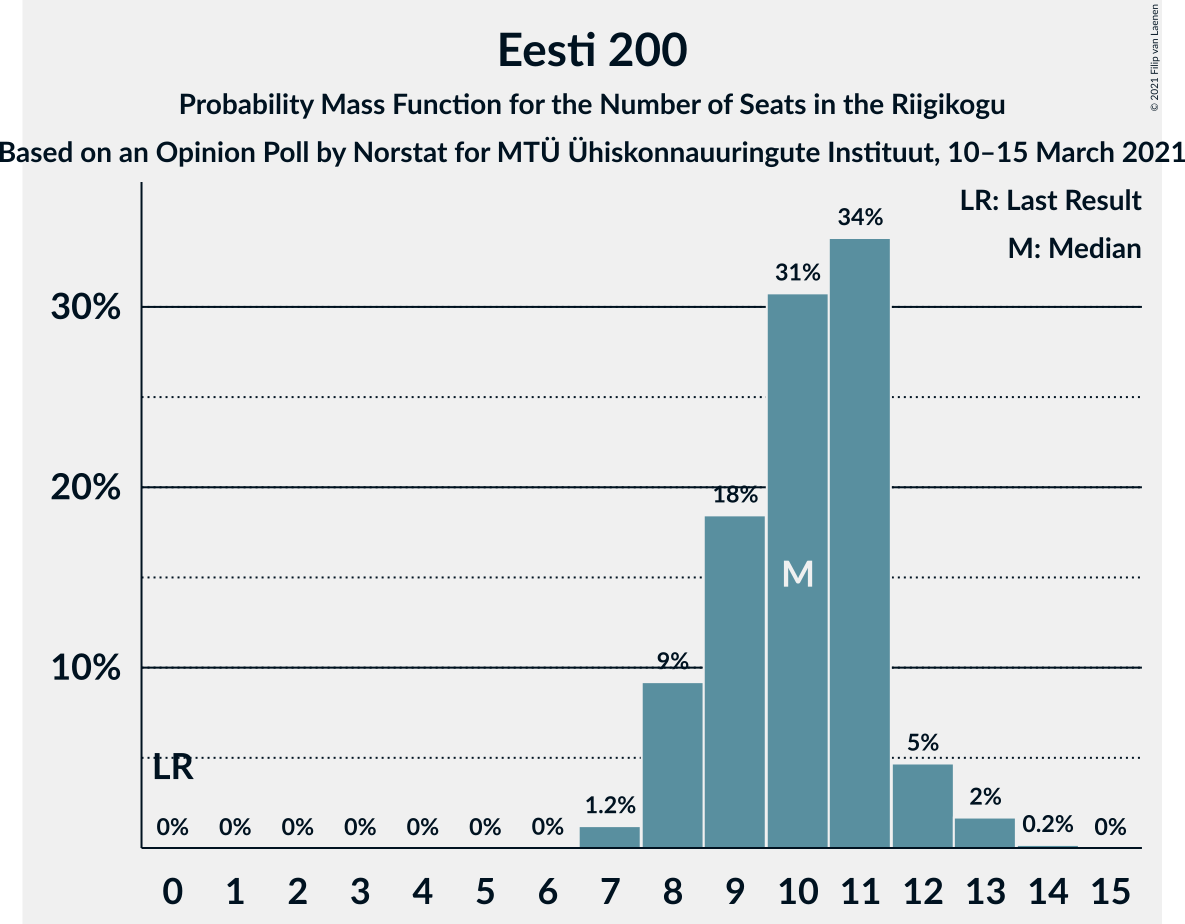 © 2021 Filip van Laenen
Eesti 200
Probability Mass Function for the Number of Seats in the Riigikogu
Based on an Opinion Poll by Norstat for MTÜ Ühiskonnauuringute Instituut, 10–15 March 2021
LR: Last Result
M: Median
34%
31%
30%
20%
18%
M
10%
9%
LR
5%
2%
1.2%
0% 0% 0% 0% 0% 0% 0% 0.2% 0%
0 1 2 3 4 5 6 7 8 9 10 11 12 13 14 15